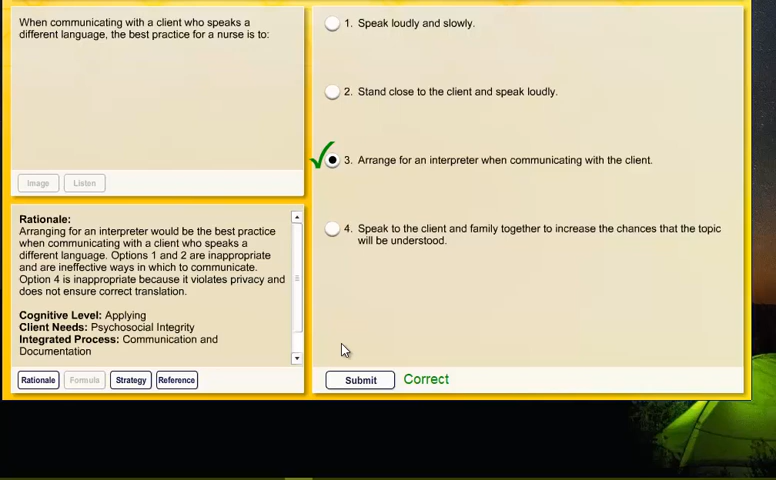 When communicating with a client who speaks a
different language, the best practice for a nurse is to:
Image
Listen
Rationale:
Arranging for an interpreter would be the best practice
when communicating with a client who speaks a
different language. Options 1 and 2 are inappropriate
and are ineffective ways in which to communicate.
Option 4 is inappropriate because it violates privacy and
does not ensure correct translation.
Cognitive Level: Applying
Client Needs: Psychosocial Integrity
Integrated Process: Communication and
Documentation
Rationale
Formula
Strategy
Reference
1. Speak loudly and slowly.
2. Stand close to the client and speak loudly.
3. Arrange for an interpreter when communicating with the client.
4. Speak to the client and family together to increase the chances that the topic
will be understood.
Submit
Correct